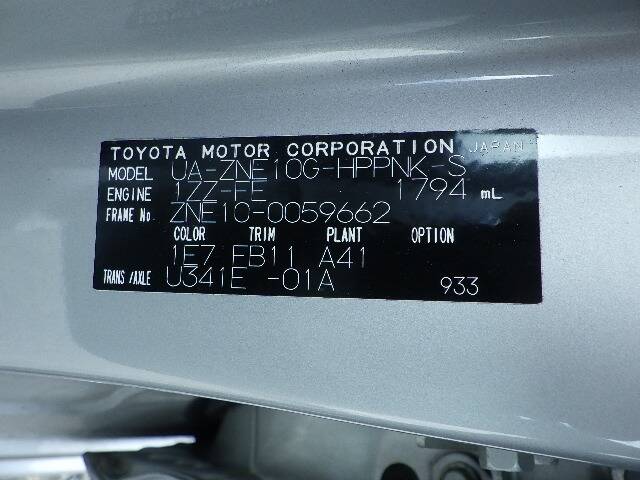 TOYOTA MOTOR CORPORATION JAPAN
MODEL UA-ZNE10G-HPPNK-S
ENGINE 1ZZ-FE 1794 mL
FRAME No. ZNE10-0059662
COLOR TRIM PLANT OPTION
1E7 FB11 A41
TRANS/AXLE U341E -01A 933